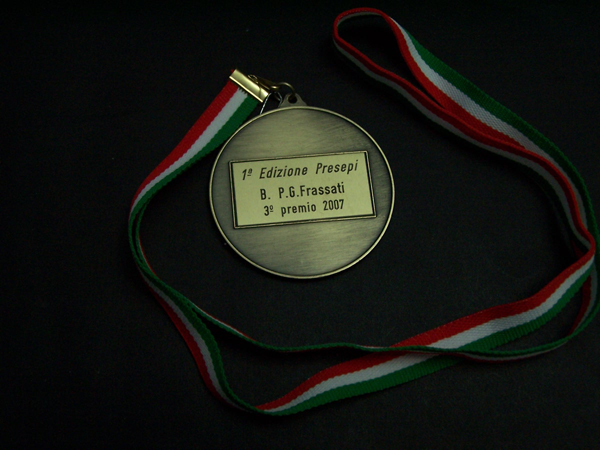 1ª Edizione Presepi
B. P.G.Frassati
3º premio 2007